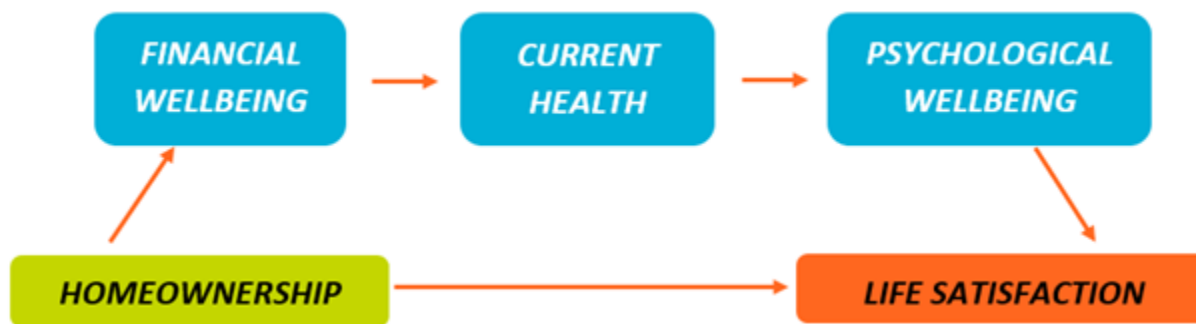 FINANCIAL
WELLBEING
CURRENT
HEALTH
PSYCHOLOGICAL
WELLBEING
HOMEOWNERSHIP
LIFE SATISFACTION